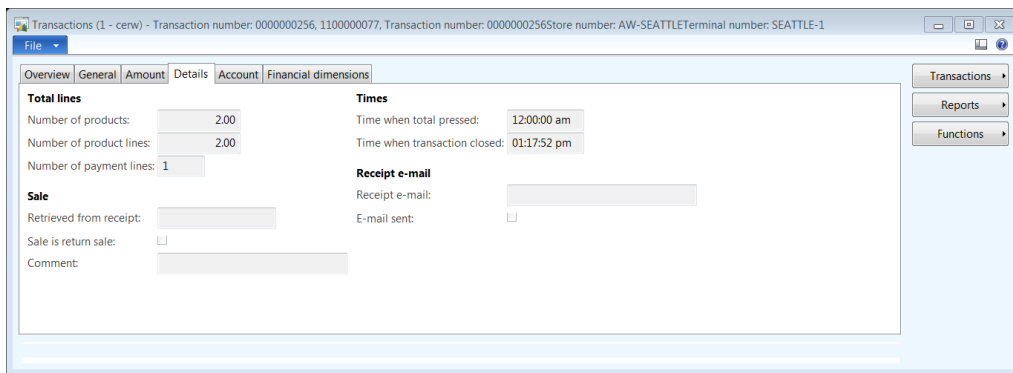 Transactions (1 - cerw) - Transaction number: 0000000256, 1100000077, Transaction number: 0000000256Store number: AW-SEATTLETerminal number: SEATTLE-1
File
Overview General Amount Details Account Financial dimensions
Total lines
Number of products: 2.00
Number of product lines: 2.00
Number of payment lines: 1
Sale
Retrieved from receipt:
Sale is return sale:
Comment:
Times
Time when total pressed: 12:00:00 am
Time when transaction closed: 01:17:52 pm
Receipt e-mail
Receipt e-mail:
E-mail sent:
Transactions
Reports
Functions